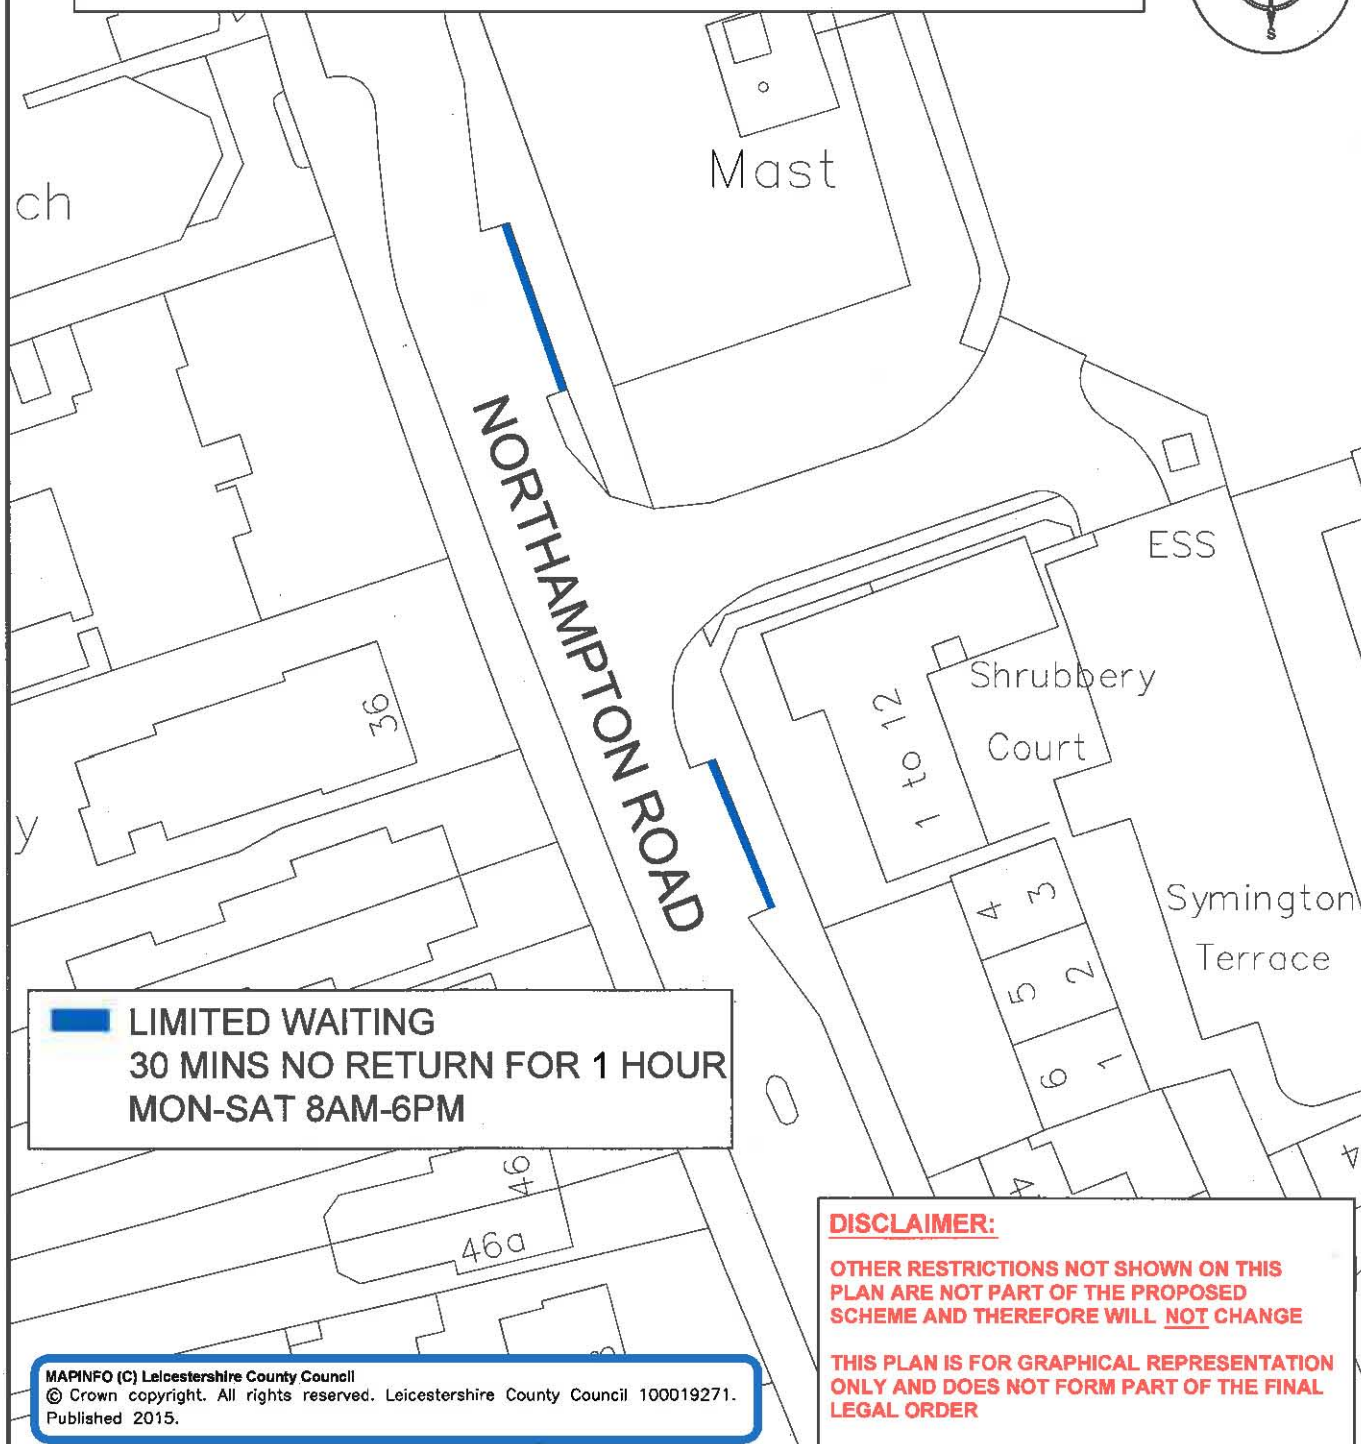 S
Mast
ch
NORTHAMPTON ROAD
ESS
Shrubbery
Court
1 to 12
36
y
Symington
Terrace
4 3
5 2
6 1
LIMITED WAITING
30 MINS NO RETURN FOR 1 HOUR
MON-SAT 8AM-6PM
46
46a
4
4
DISCLAIMER:
OTHER RESTRICTIONS NOT SHOWN ON THIS
PLAN ARE NOT PART OF THE PROPOSED
SCHEME AND THEREFORE WILL NOT CHANGE
THIS PLAN IS FOR GRAPHICAL REPRESENTATION
ONLY AND DOES NOT FORM PART OF THE FINAL
LEGAL ORDER
MAPINFO (C) Leicestershire County Council
© Crown copyright. All rights reserved. Leicestershire County Council 100019271.
Published 2015.